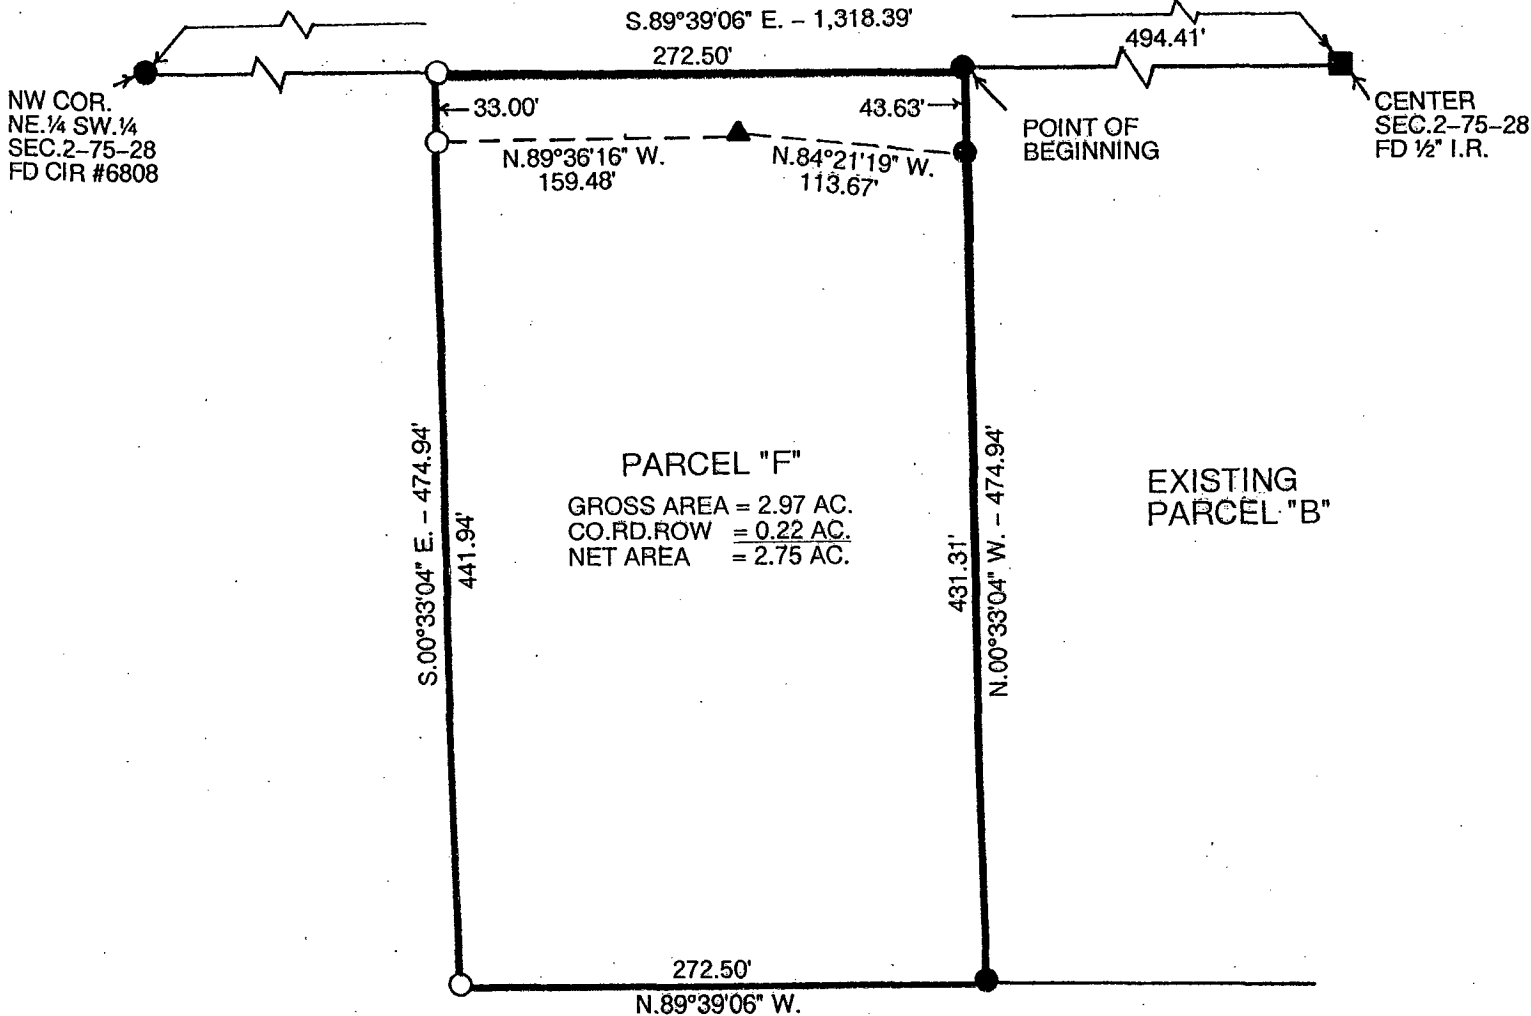 S.89°39'06" E. – 1,318.39'
272.50'
494.41'
NW COR.
NE.¼ SW.¼
SEC.2–75–28
FD CIR #6808
33.00'
43.63'
POINT OF
BEGINNING
CENTER
SEC.2–75–28
FD ½" I.R.
N.89°36'16" W.
159.48'
N.84°21'19" W.
113.67'
S.00°33'04" E. – 474.94'
441.94'
PARCEL "F"
GROSS AREA = 2.97 AC.
CO.RD.ROW = 0.22 AC.
NET AREA = 2.75 AC.
431.31'
N.00°33'04" W. – 474.94'
EXISTING
PARCEL "B"
272.50'
N.89°39'06" W.